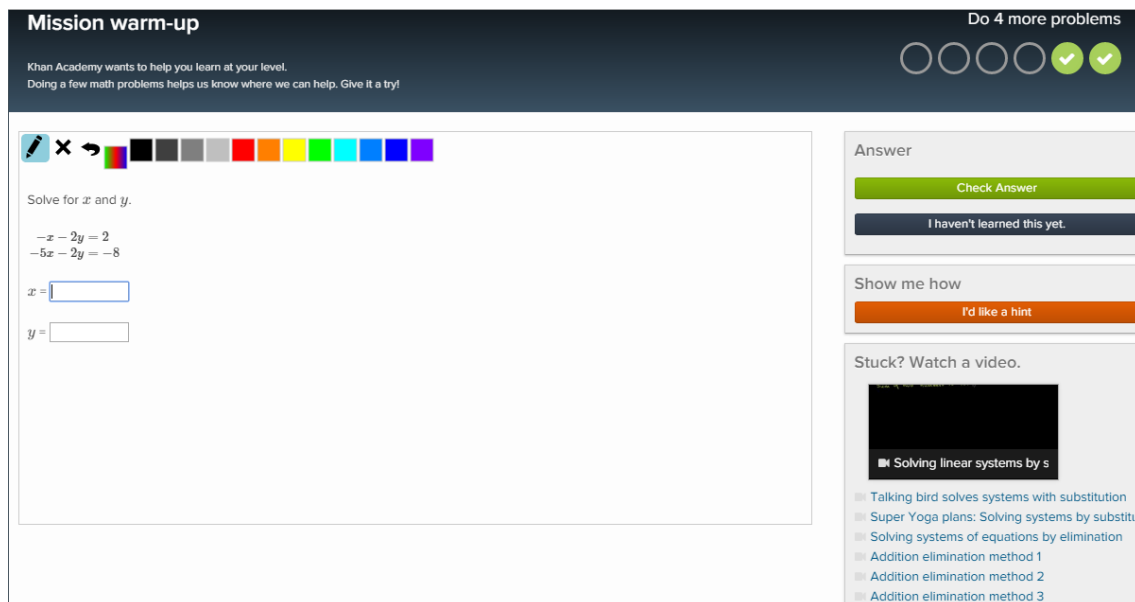 Mission warm-up
Khan Academy wants to help you learn at your level.
Doing a few math problems helps us know where we can help. Give it a try!
Do 4 more problems
Solve for x and y.
−x − 2y = 2
−5x − 2y = −8
x =
y =
Answer
Check Answer
I haven't learned this yet.
Show me how
I'd like a hint
Stuck? Watch a video.
Solving linear systems by s
Talking bird solves systems with substitution
Super Yoga plans: Solving systems by substitu
Solving systems of equations by elimination
Addition elimination method 1
Addition elimination method 2
Addition elimination method 3